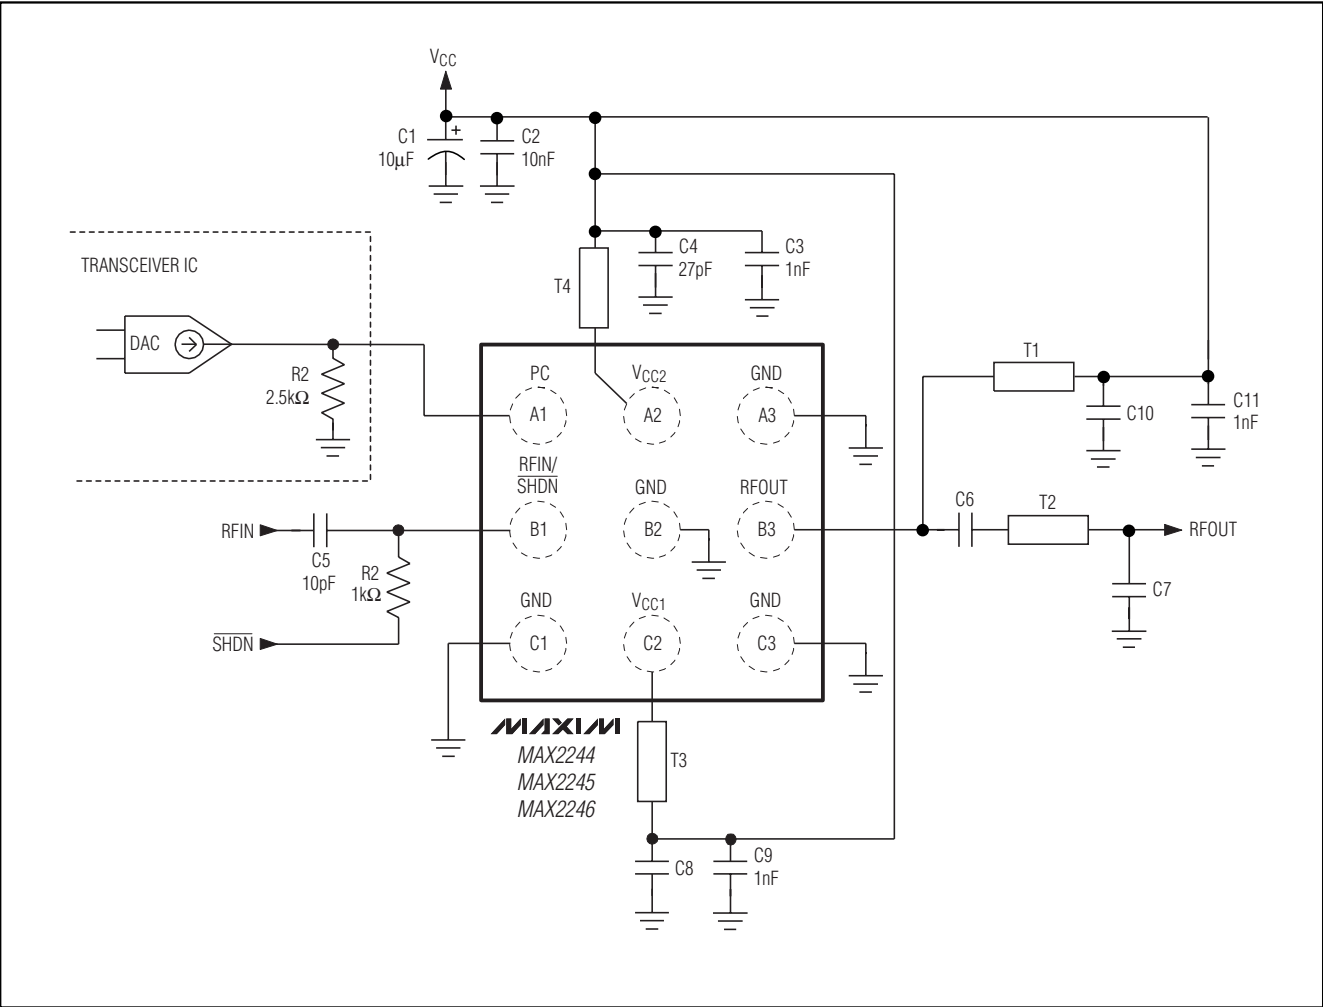 VCC
C1
10µF
+
C2
10nF
TRANSCEIVER IC
DAC
R2
2.5kΩ
T4
C4
27pF
C3
1nF
PC
A1
VCC2
A2
GND
A3
T1
C10
C11
1nF
RFIN
C5
10pF
R2
1kΩ
SHDN
RFIN/
SHDN
B1
GND
B2
RFOUT
B3
C6
T2
RFOUT
C7
GND
C1
VCC1
C2
GND
C3
MAXIM
MAX2244
MAX2245
MAX2246
T3
C8
C9
1nF